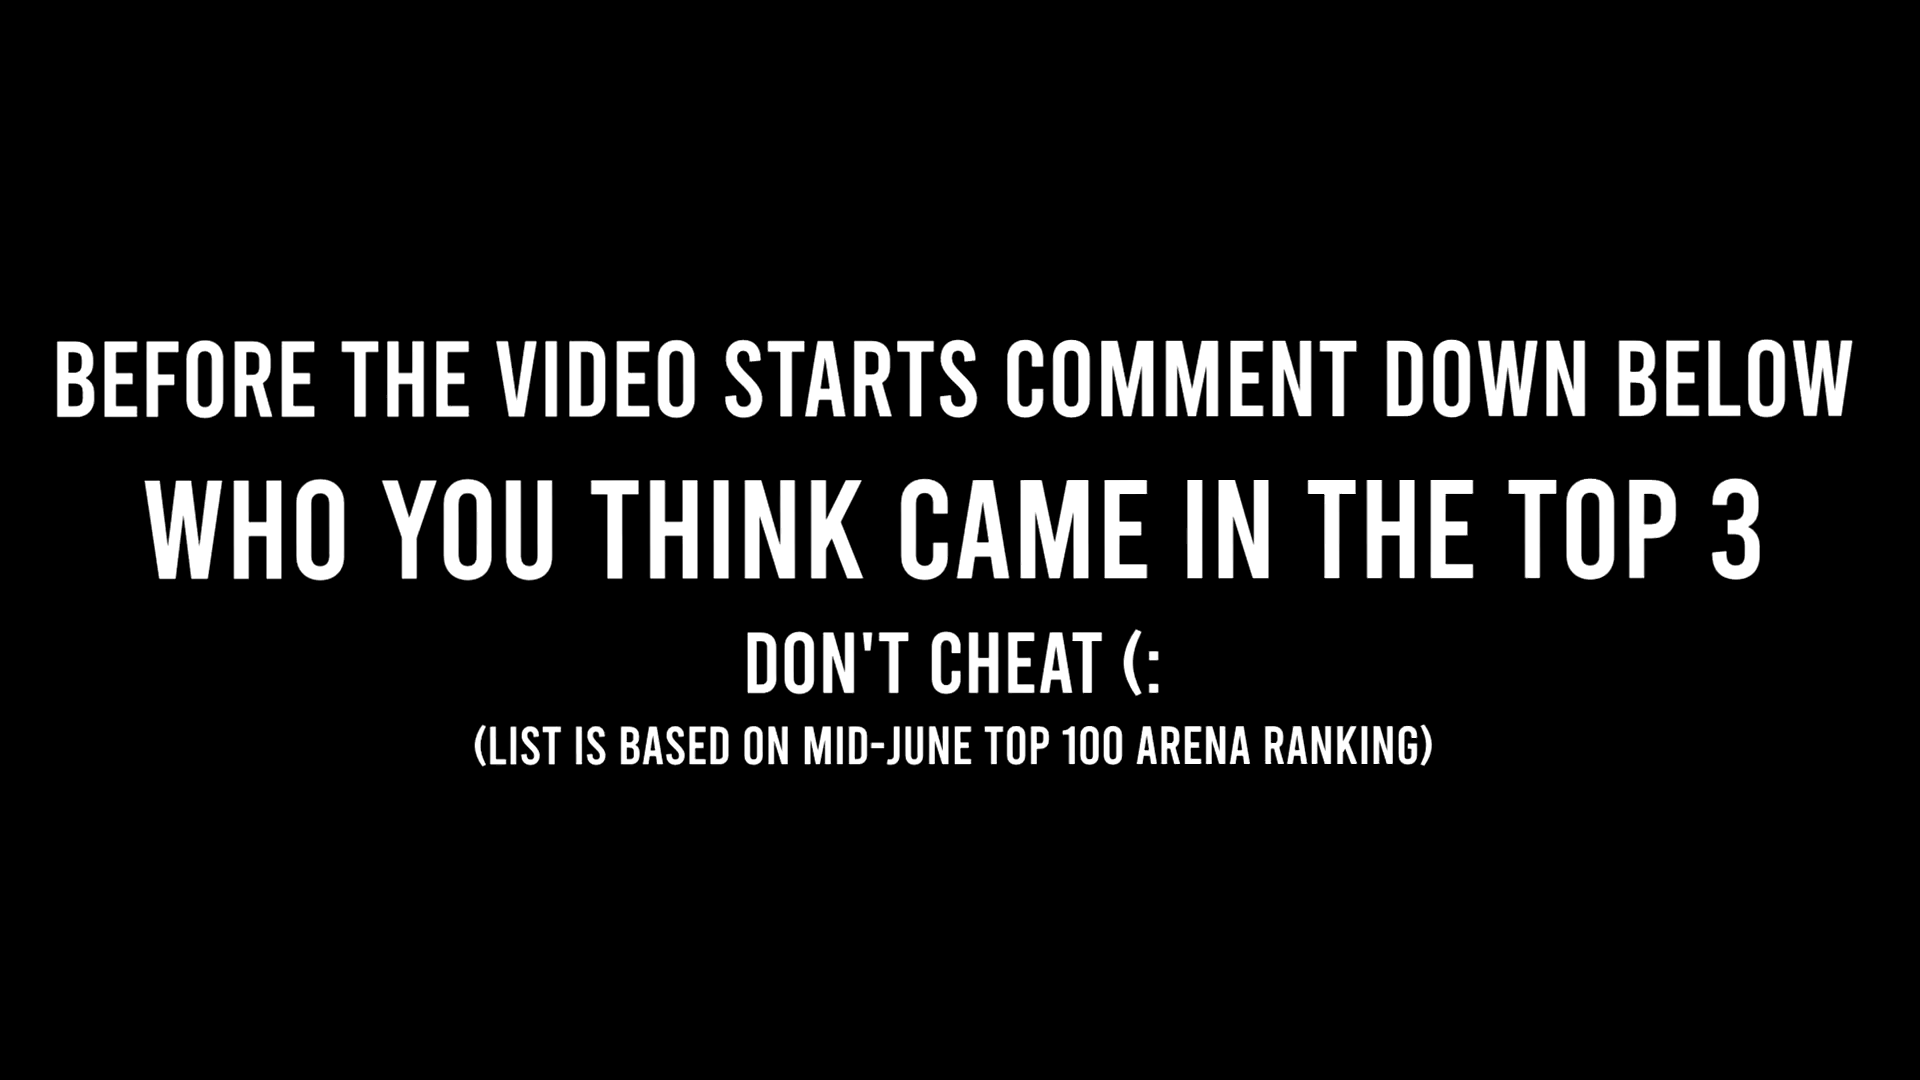 BEFORE THE VIDEO STARTS COMMENT DOWN BELOW
WHO YOU THINK CAME IN THE TOP 3
DON'T CHEAT (:
(LIST IS BASED ON MID-JUNE TOP 100 ARENA RANKING)